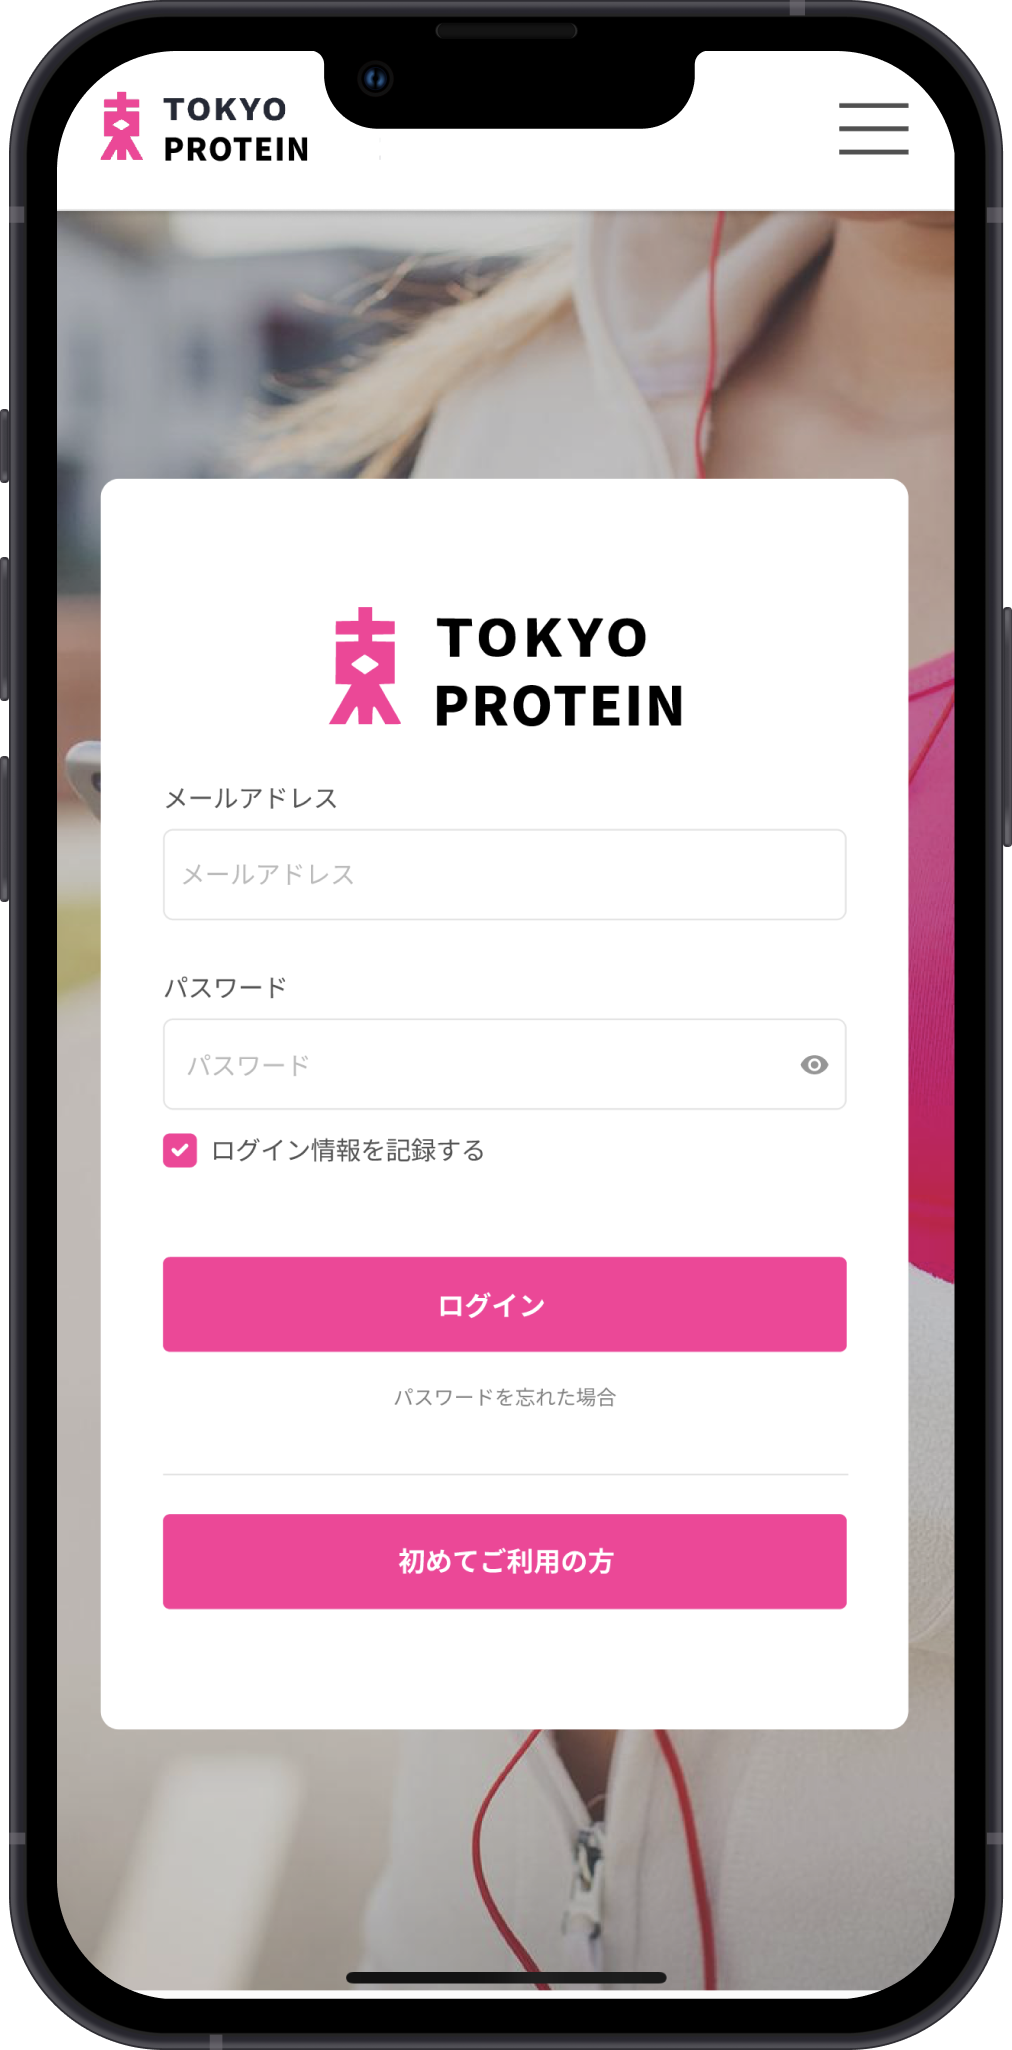 TOKYO
PROTEIN
TOKYO
PROTEIN
メールアドレス
メールアドレス
パスワード
パスワード
ログイン情報を記録する
ログイン
パスワードを忘れた場合
初めてご利用の方